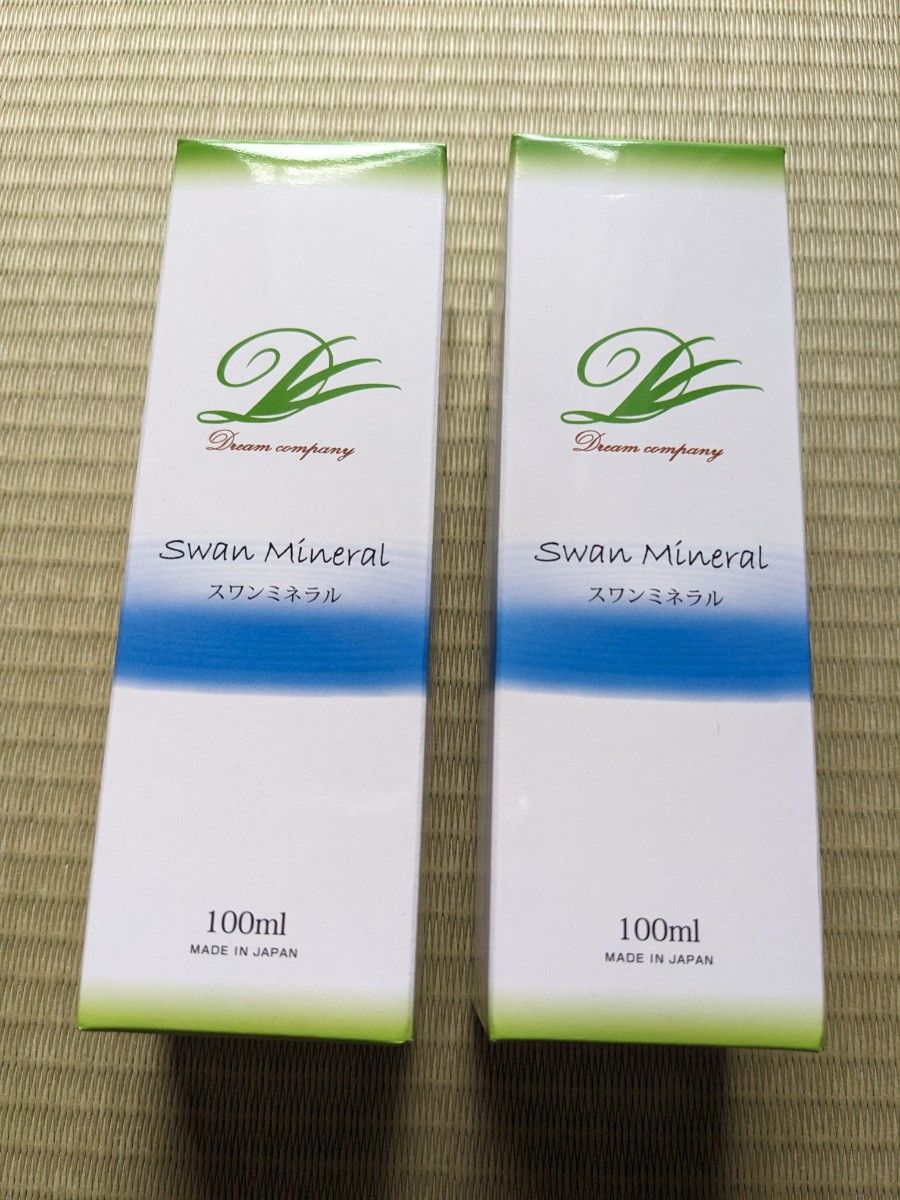 Dream company
Swan Mineral
スワンミネラル
100ml
MADE IN JAPAN
Dream company
Swan Mineral
スワンミネラル
100ml
MADE IN JAPAN